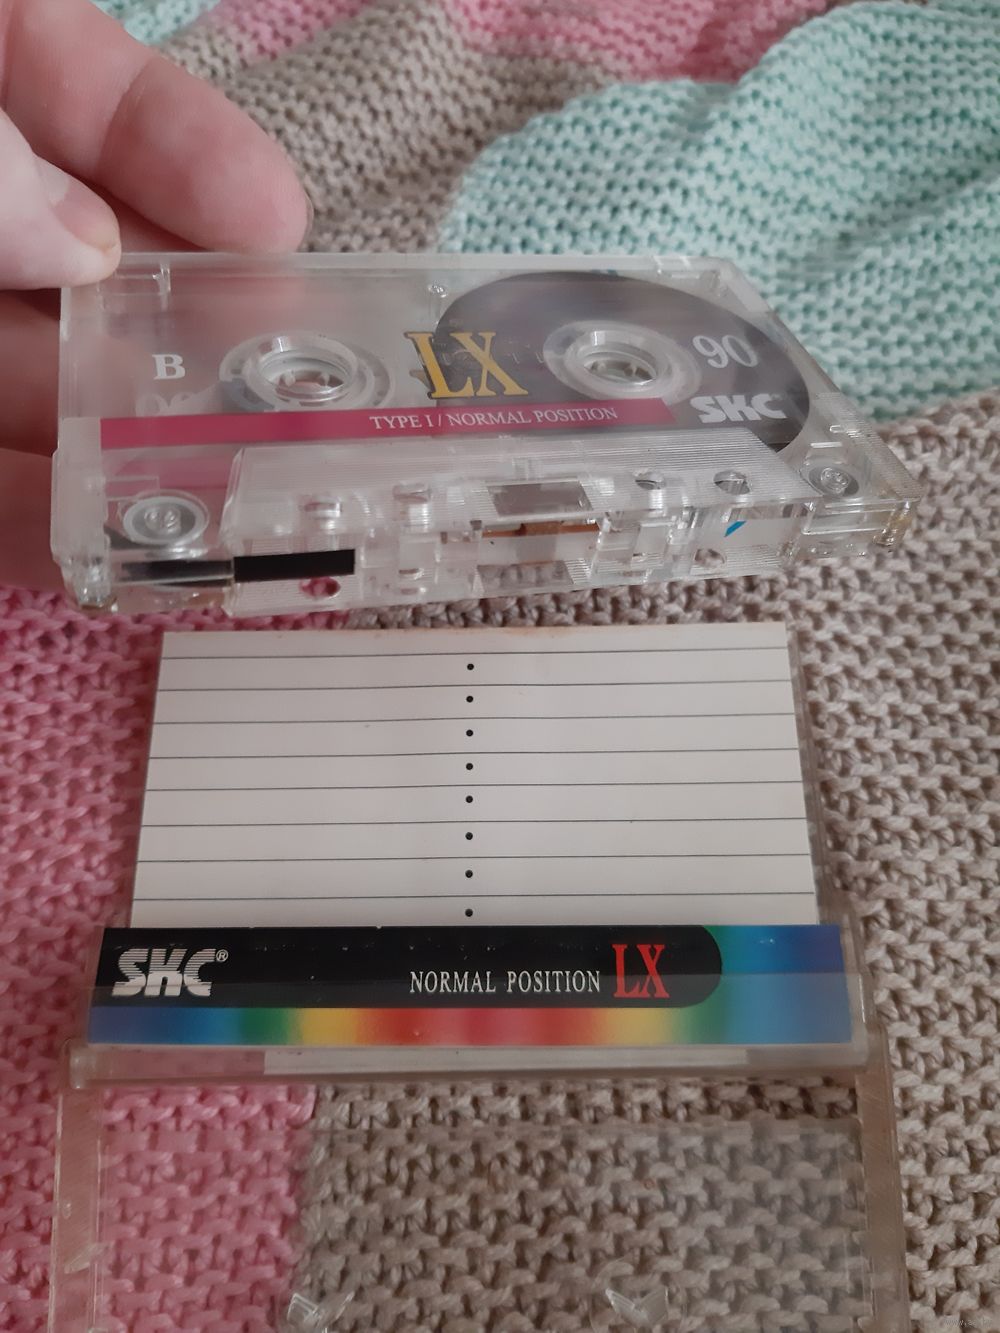 B
LX
90
SKC
TYPE I / NORMAL POSITION
SKC®
NORMAL POSITION LX